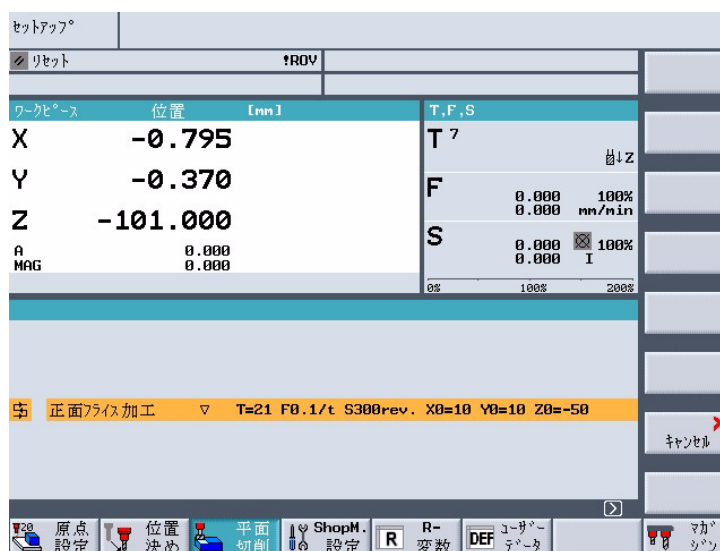 セットアップ
リセット !ROV
ワークピース 位置 [mm] T,F,S
X -0.795 T 7
↓Z
Y -0.370
F 0.000 100%
0.000 mm/min
Z -101.000
S 0.000 100%
0.000 I
A 0.000
MAG 0.000
0% 100% 200%
正面フライス加工 ▽ T=21 F0.1/t S300rev. X0=10 Y0=10 Z0=-50
キャンセル
原点設定
位置決め
平面切削
ShopM.設定
R R-変数
DEF ユーザーデータ
マガジン